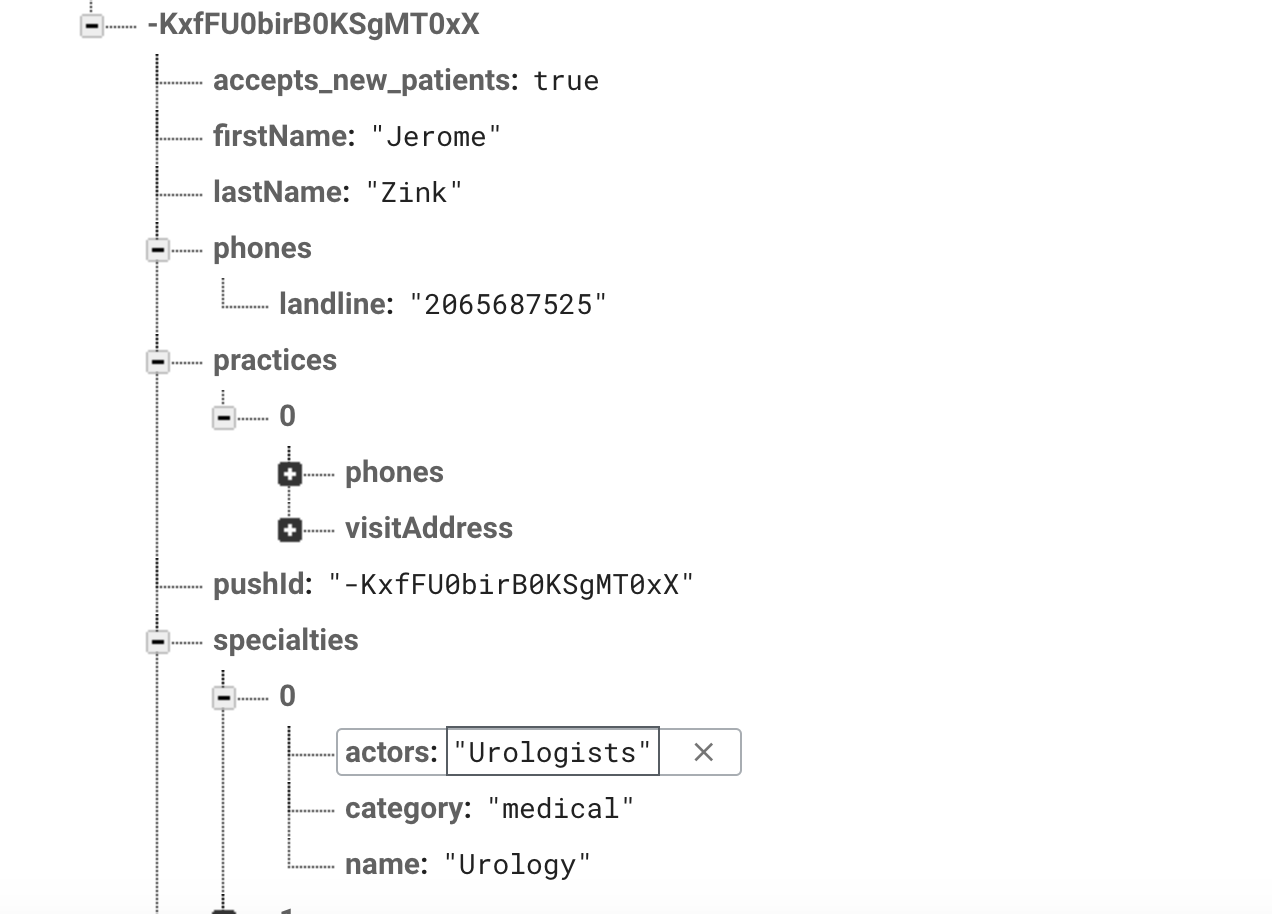 -KxfFU0birB0KSgMT0xX
accepts_new_patients: true
firstName: "Jerome"
lastName: "Zink"
phones
landline: "2065687525"
practices
0
phones
visitAddress
pushId: "-KxfFU0birB0KSgMT0xX"
specialties
0
actors: "Urologists"
category: "medical"
name: "Urology"